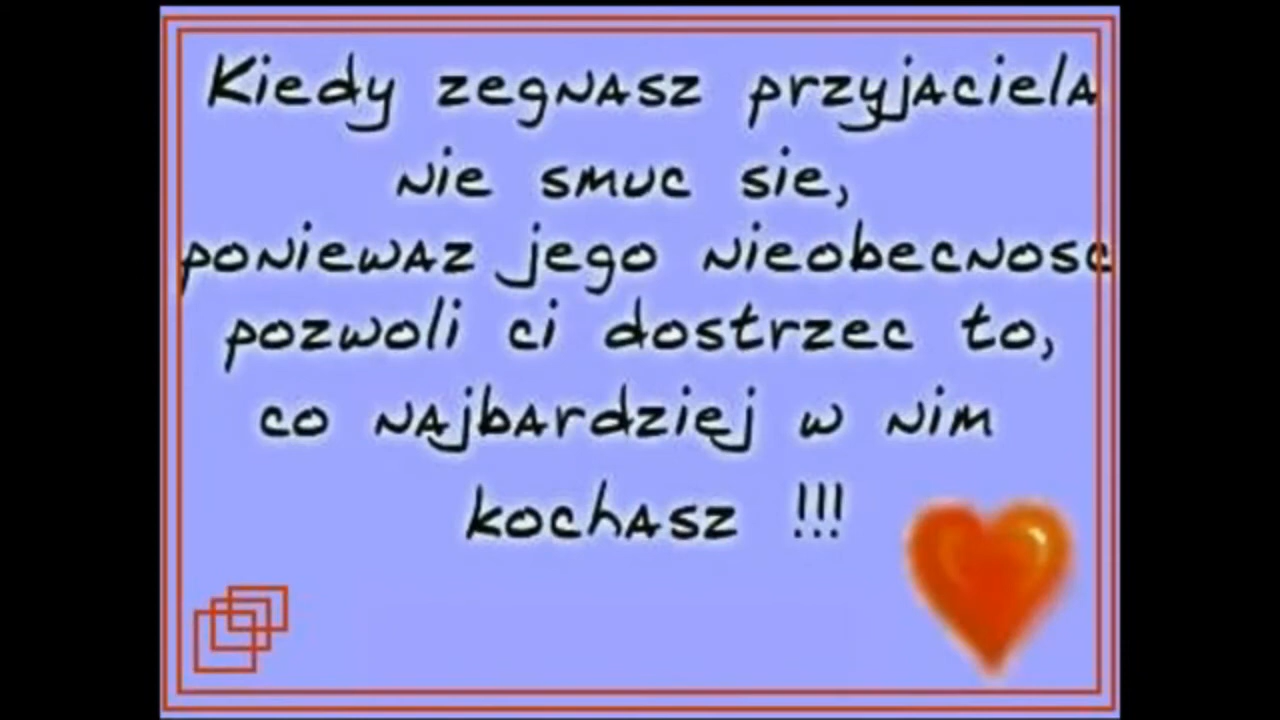 Kiedy zegnasz przyjaciela
nie smuc sie,
poniewaz jego nieobecnosc
pozwoli ci dostrzec to,
co najbardziej w nim
kochasz !!!